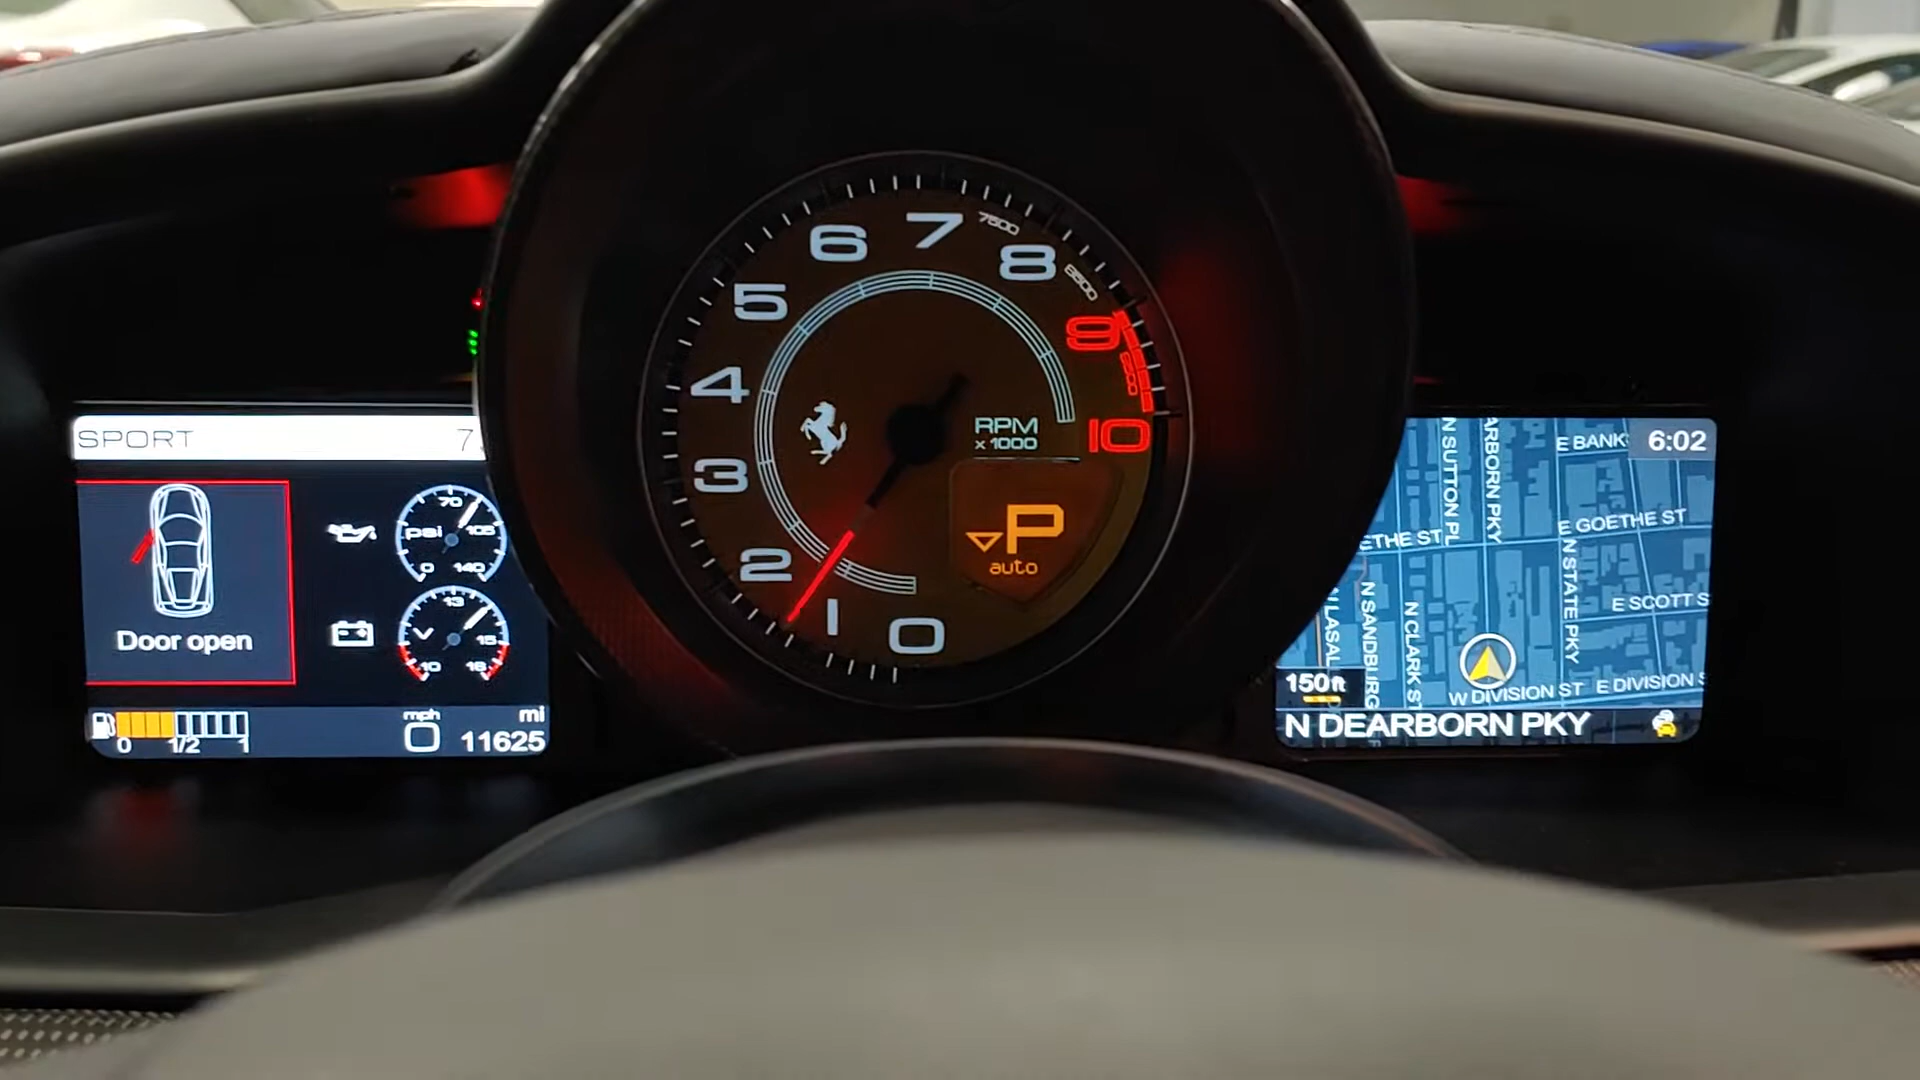 SPORT
Door open
70
psi
105
0
140
13
V
15
10
16
0
1/2
1
mph
0
mi
11625
0
1
2
3
4
5
6
7
7500
8
8500
9
10
RPM
x 1000
P
auto
N SUTTON PL
ARBORN PKY
E BANK
6:02
E GOETHE ST
ETHE ST
N STATE PKY
E SCOTT S
N LASAL
N SANDBURG
N CLARK ST
150ft
W DIVISION ST
E DIVISION S
N DEARBORN PKY